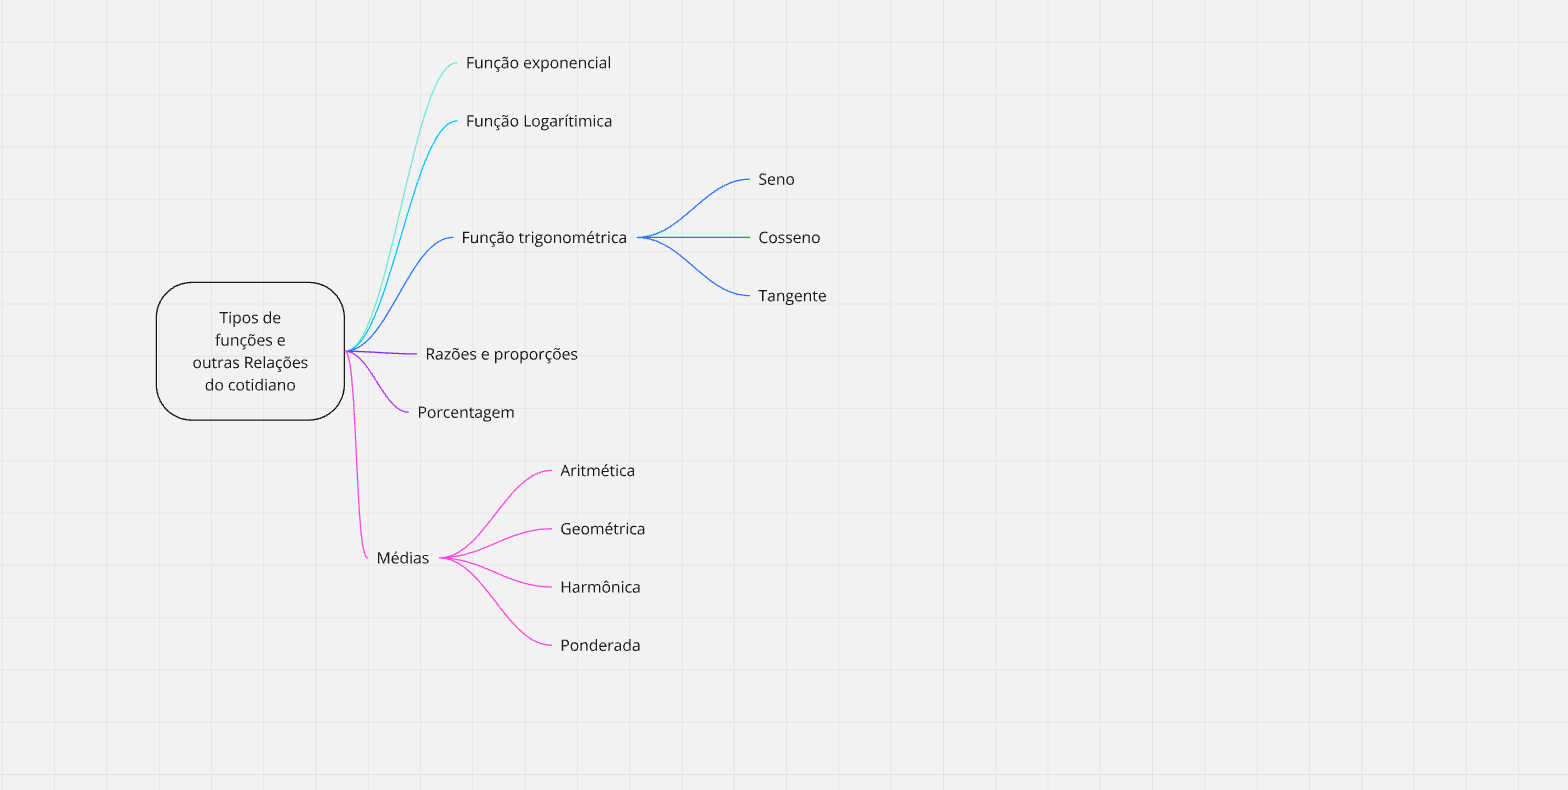 Função exponencial
Função Logarítimica
Seno
Função trigonométrica
Cosseno
Tangente
Tipos de
funções e
outras Relações
do cotidiano
Razões e proporções
Porcentagem
Aritmética
Geométrica
Médias
Harmônica
Ponderada